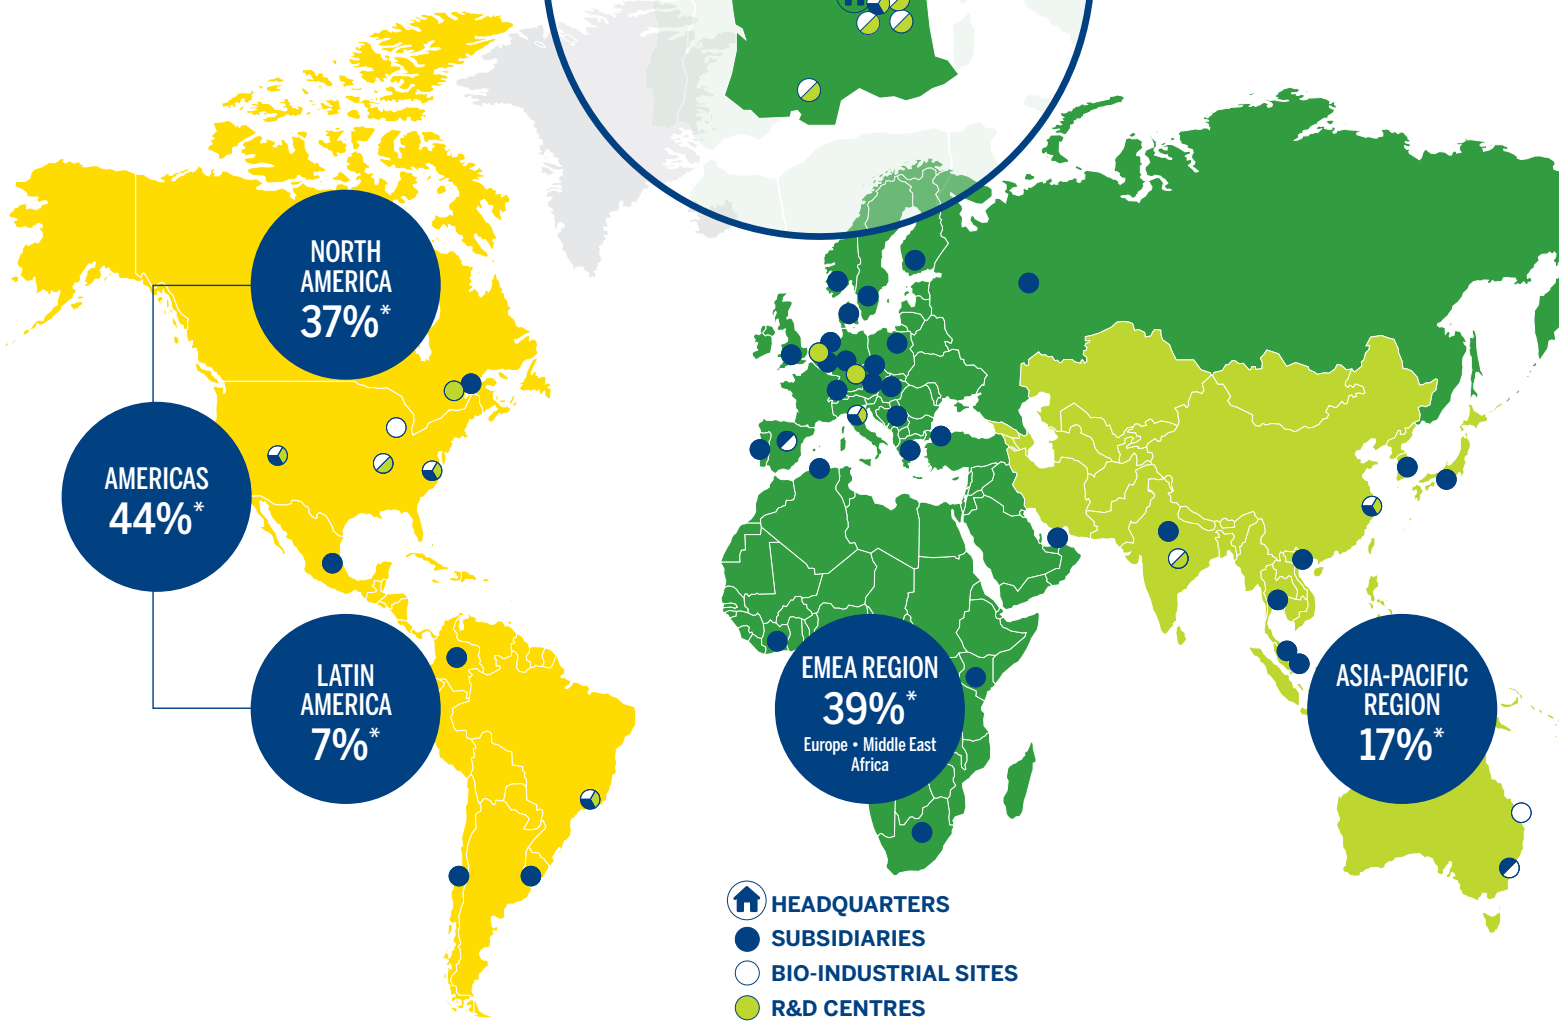 NORTH
AMERICA
37%*
AMERICAS
44%*
LATIN
AMERICA
7%*
EMEA REGION
39%*
Europe • Middle East
Africa
ASIA-PACIFIC
REGION
17%*
HEADQUARTERS
SUBSIDIARIES
BIO-INDUSTRIAL SITES
R&D CENTRES